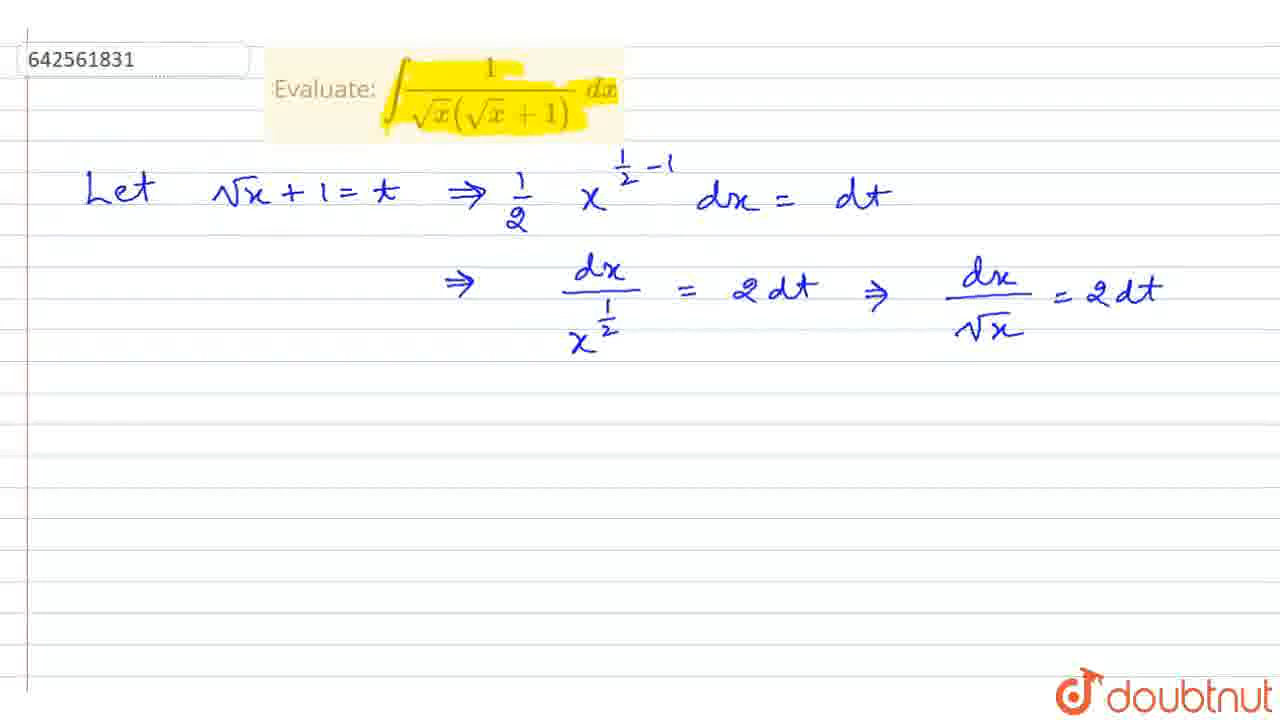 642561831
Evaluate: ∫ 1/(√x(√x + 1)) dx
Let √x + 1 = t ⇒ 1/2 x^(1/2 - 1) dx = dt
⇒ dx/x^(1/2) = 2dt ⇒ dx/√x = 2dt
doubtnut